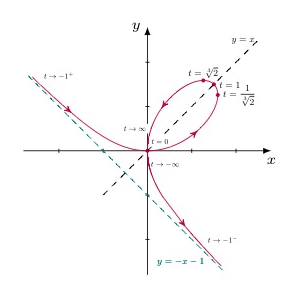 y
y = x
t = ∛2
t → −1⁺
t = 1
t = 1/∛2
t → ∞
t = 0
x
t → −∞
t → −1⁻
y = −x − 1